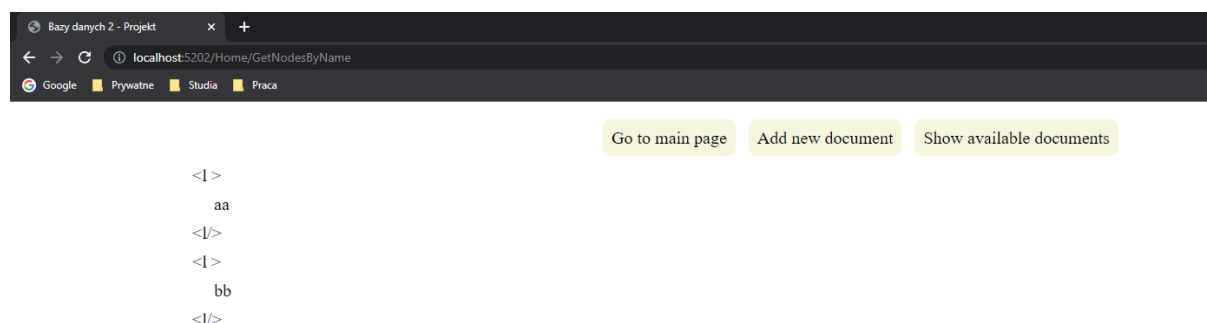 Bazy danych 2 - Projekt
localhost:5202/Home/GetNodesByName
Google Prywatne Studia Praca
Go to main page Add new document Show available documents
<l >
aa
<l/>
<l >
bb
<l/>